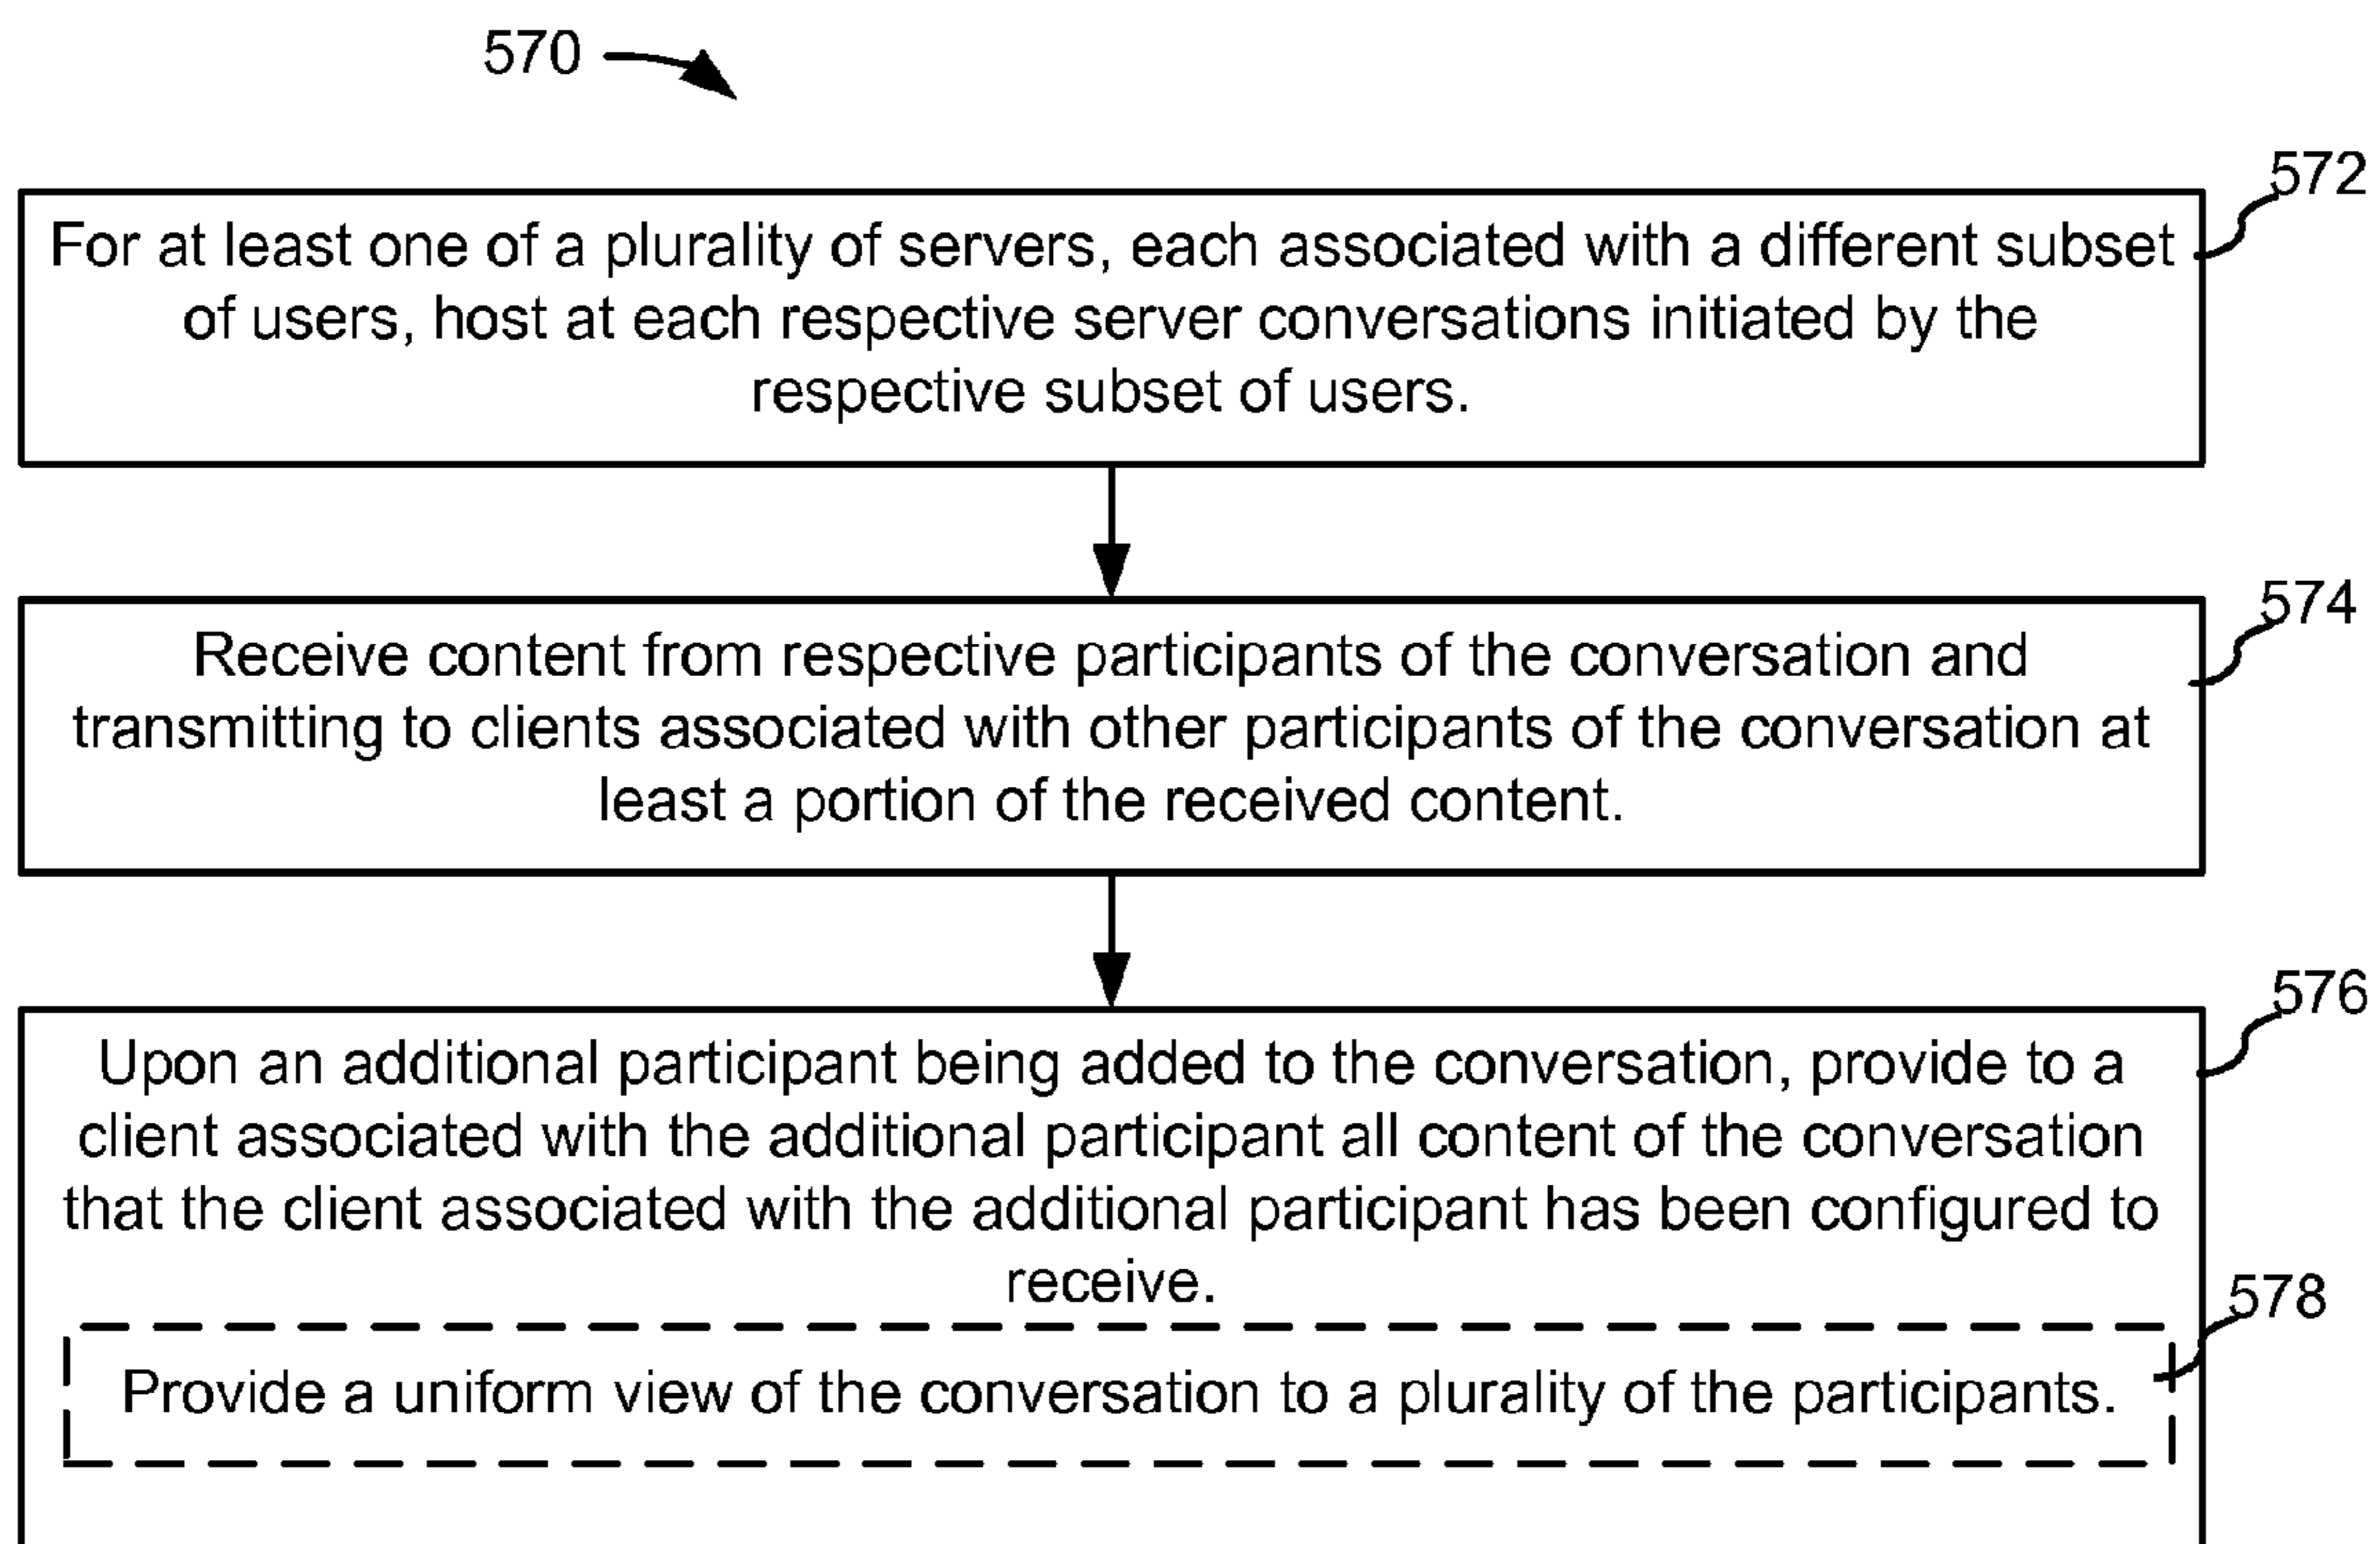 570
572
For at least one of a plurality of servers, each associated with a different subset
of users, host at each respective server conversations initiated by the
respective subset of users.
574
Receive content from respective participants of the conversation and
transmitting to clients associated with other participants of the conversation at
least a portion of the received content.
576
Upon an additional participant being added to the conversation, provide to a
client associated with the additional participant all content of the conversation
that the client associated with the additional participant has been configured to
receive.
578
Provide a uniform view of the conversation to a plurality of the participants.